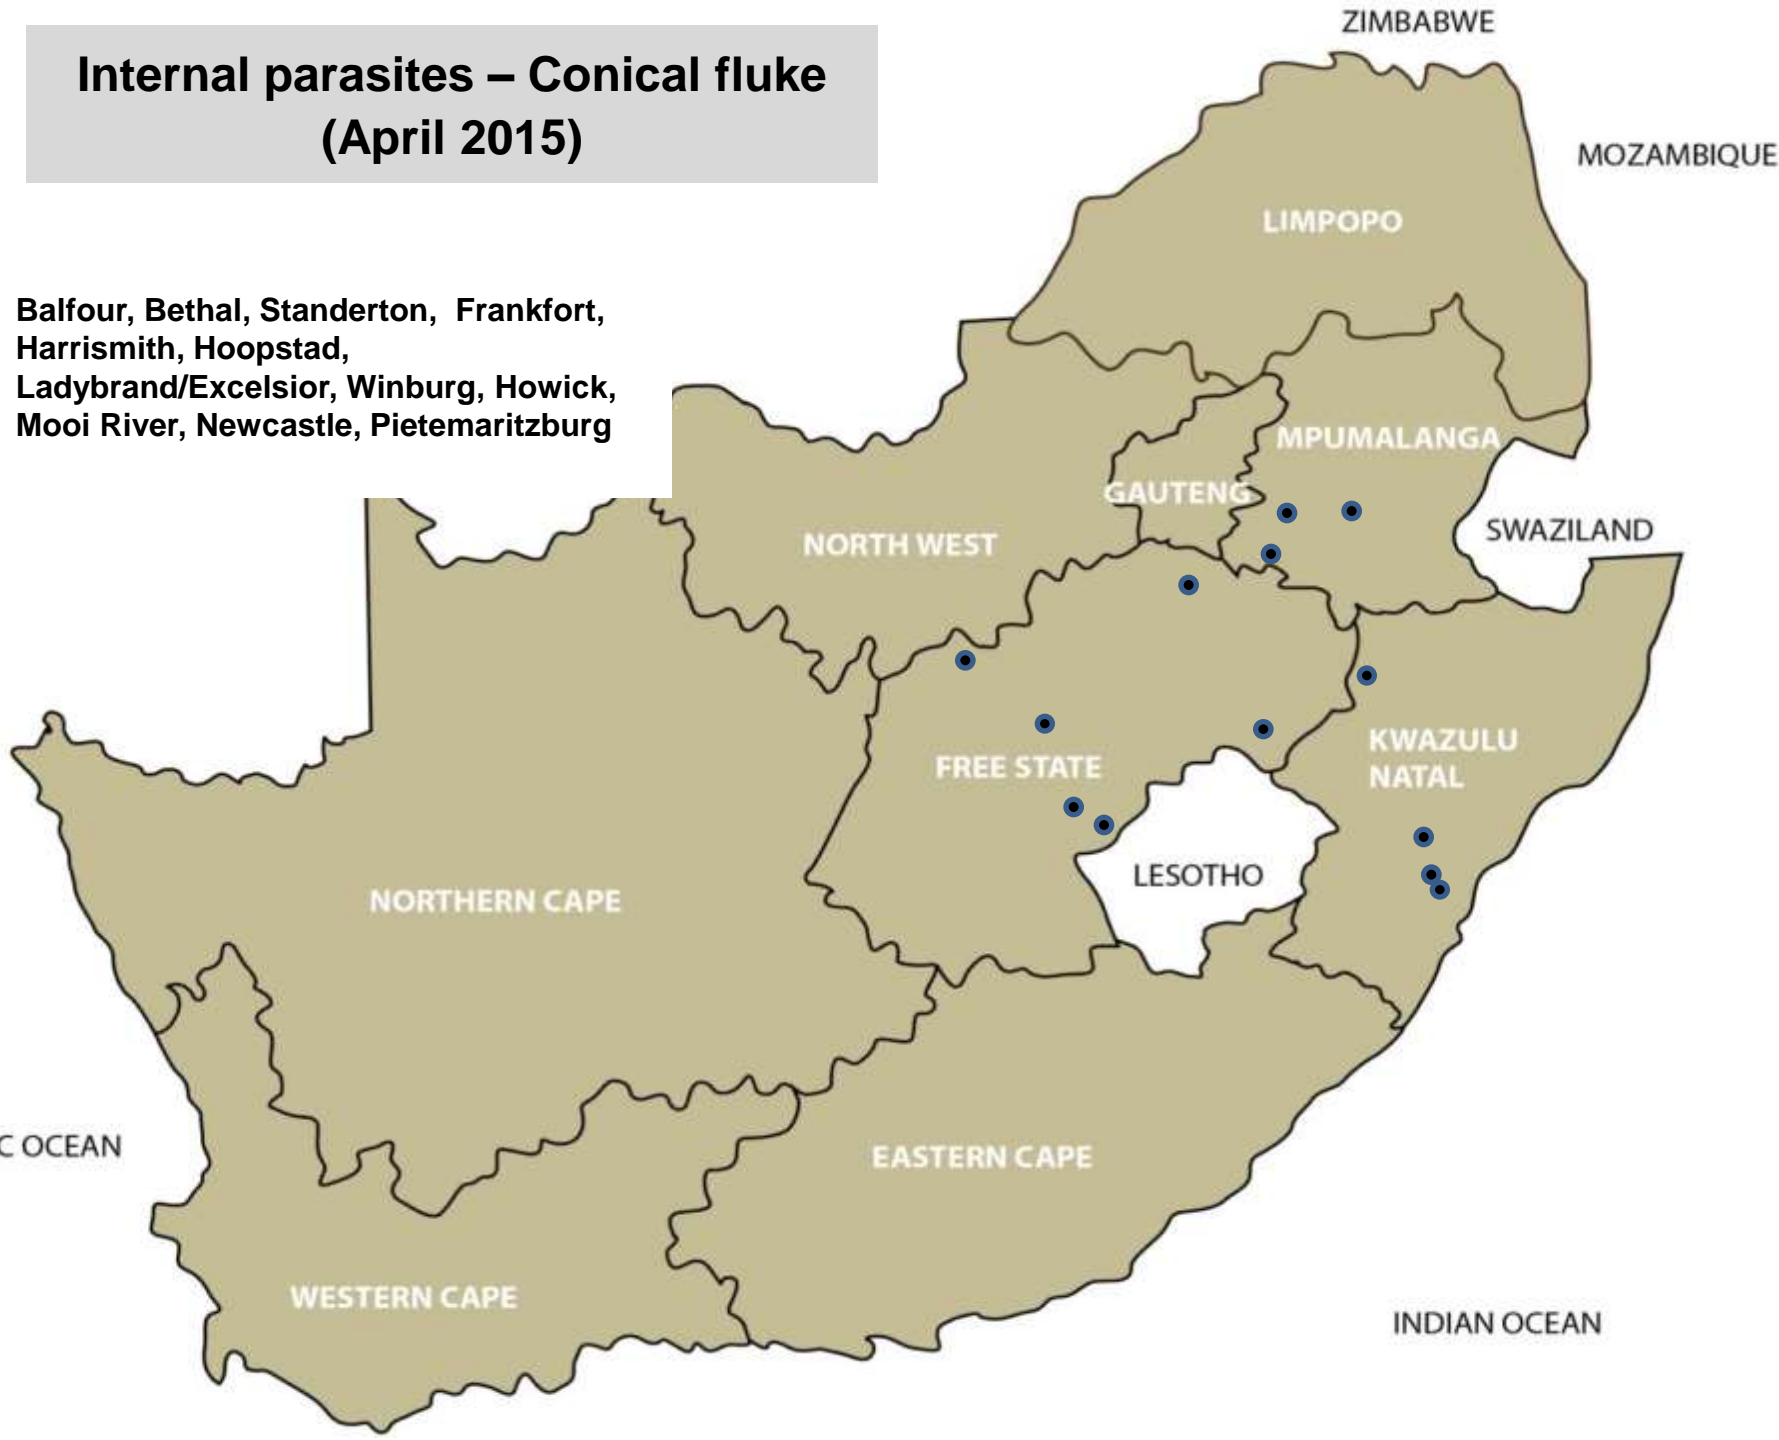 Internal parasites – Conical fluke
(April 2015)
Balfour, Bethal, Standerton, Frankfort,
Harrismith, Hoopstad,
Ladybrand/Excelsior, Winburg, Howick,
Mooi River, Newcastle, Pietemaritzburg
ZIMBABWE
MOZAMBIQUE
LIMPOPO
MPUMALANGA
GAUTENG
SWAZILAND
NORTH WEST
KWAZULU
NATAL
FREE STATE
LESOTHO
NORTHERN CAPE
C OCEAN
EASTERN CAPE
WESTERN CAPE
INDIAN OCEAN